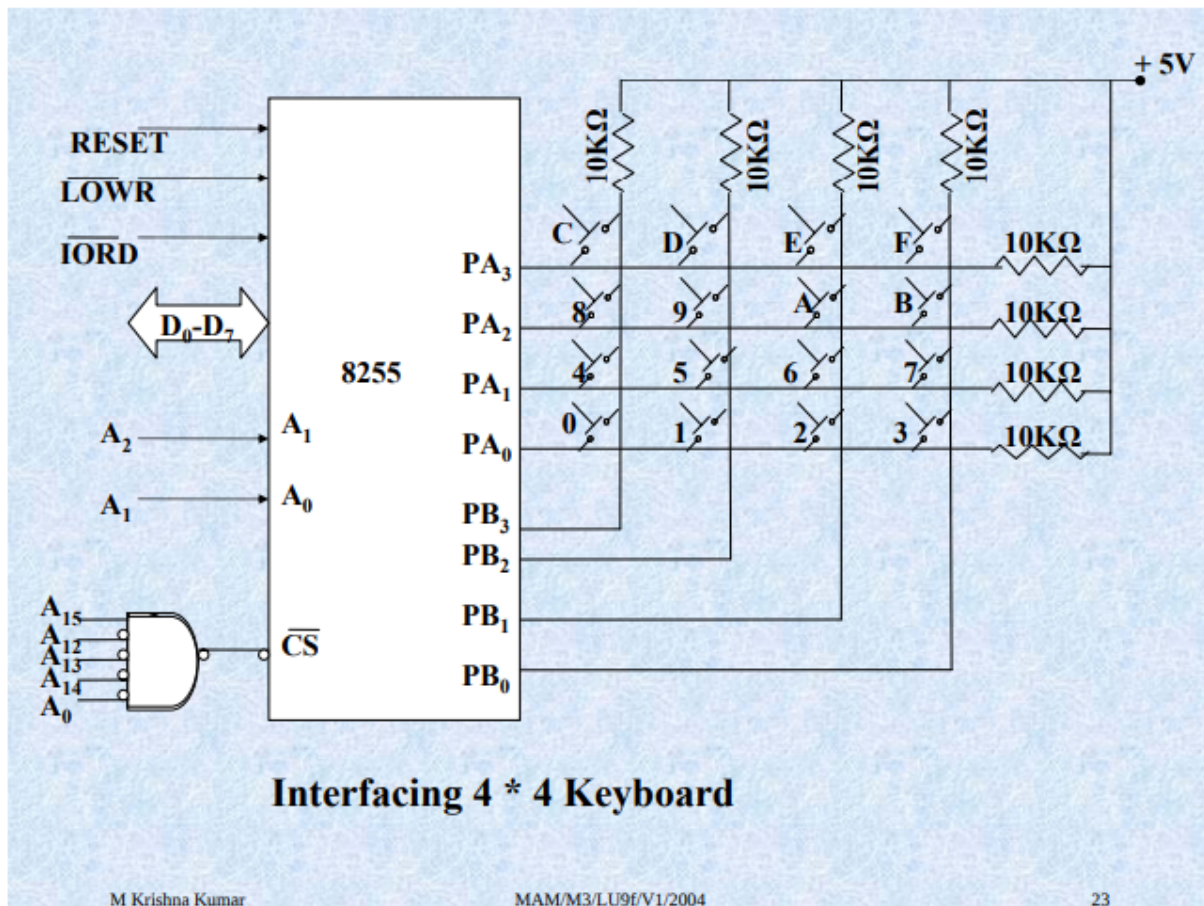 + 5V
10KΩ 10KΩ 10KΩ 10KΩ
RESET
LOWR
IORD
D₀-D₇
A₂
A₁
A₁₅
A₁₂
A₁₃
A₁₄
A₀
8255
A₁
A₀
CS
PA₃
PA₂
PA₁
PA₀
PB₃
PB₂
PB₁
PB₀
C D E F 10KΩ
8 9 A B 10KΩ
4 5 6 7 10KΩ
0 1 2 3 10KΩ
Interfacing 4 * 4 Keyboard
M Krishna Kumar MAM/M3/LU9f/V1/2004 23